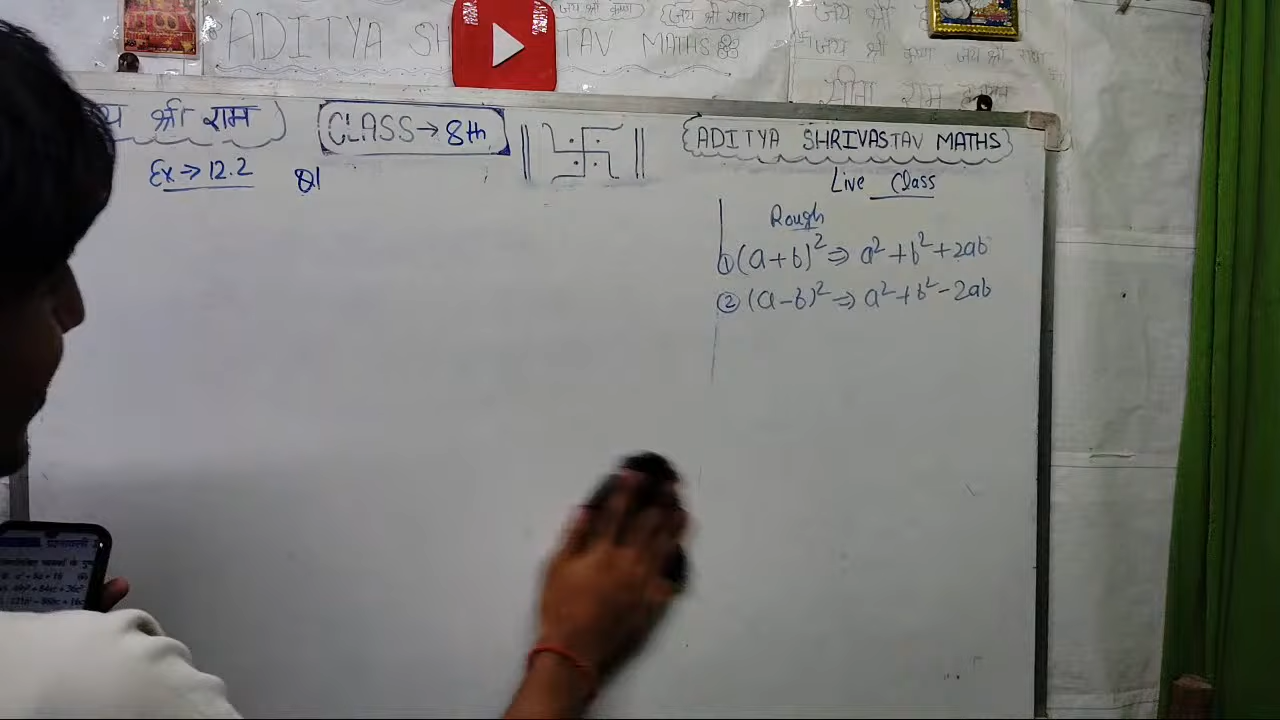 जय श्री कृष्ण जय श्री राधा जय श्री
ADITYA SH TAV MATHS जय श्री कृष्ण जय श्री राधा
सीता राम
श्री राम CLASS→8th ADITYA SHRIVASTAV MATHS
Ex→12.2 Q1 Live Class
Rough
① (a+b)² ⇒ a²+b²+2ab
② (a-b)² ⇒ a²+b²-2ab